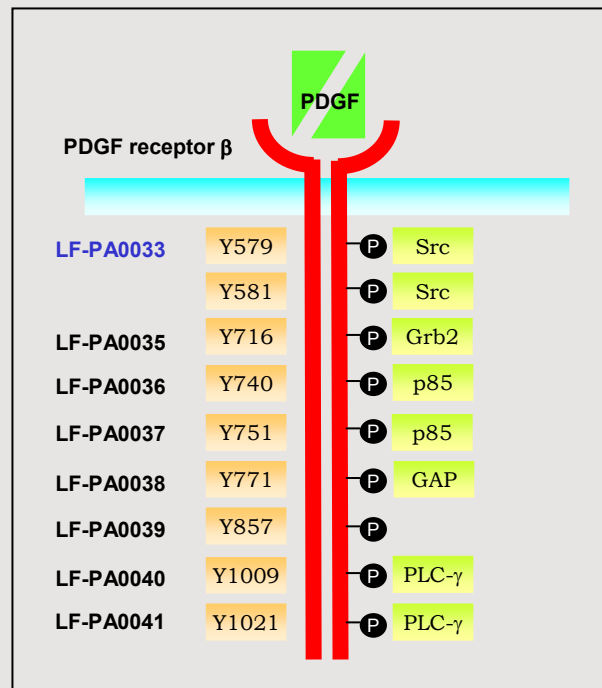 PDGF
PDGF receptor β
LF-PA0033 Y579 P Src
Y581 P Src
LF-PA0035 Y716 P Grb2
LF-PA0036 Y740 P p85
LF-PA0037 Y751 P p85
LF-PA0038 Y771 P GAP
LF-PA0039 Y857 P
LF-PA0040 Y1009 P PLC-γ
LF-PA0041 Y1021 P PLC-γ